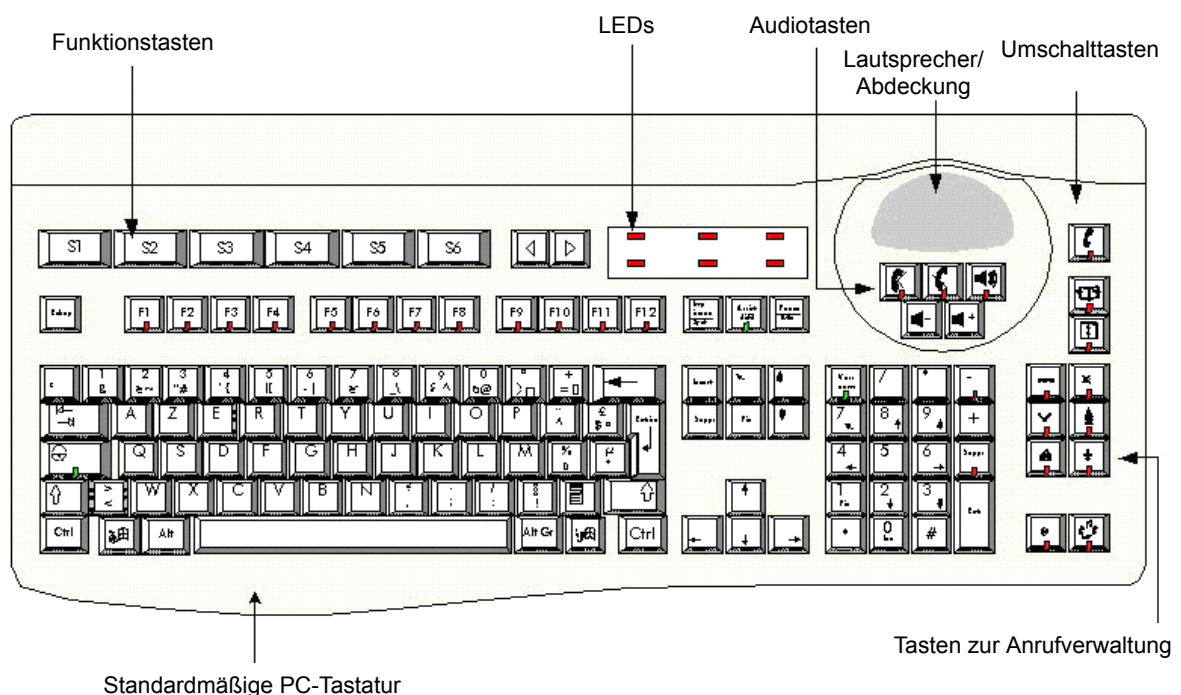 LEDs Audiotasten
Funktionstasten Umschalttasten
Lautsprecher/
Abdeckung
S1 S2 S3 S4 S5 S6
F1 F2 F3 F4 F5 F6 F7 F8 F9 F10 F11 F12
Insert
A Z E R T Y U I O P
Q S D F G H J K L M
W X C V B N
Ctrl Alt Alt Gr Ctrl
7 8 9 +
4 5 6
1 2 3
0 #
Tasten zur Anrufverwaltung
Standardmäßige PC-Tastatur